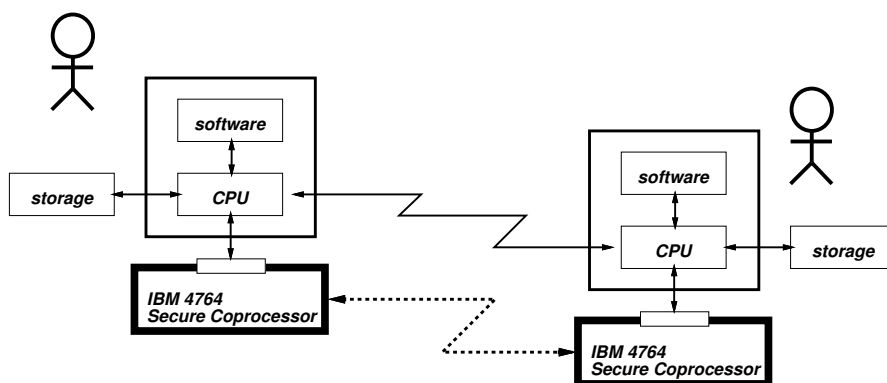 software
storage
CPU
IBM 4764
Secure Coprocessor
software
CPU
storage
IBM 4764
Secure Coprocessor